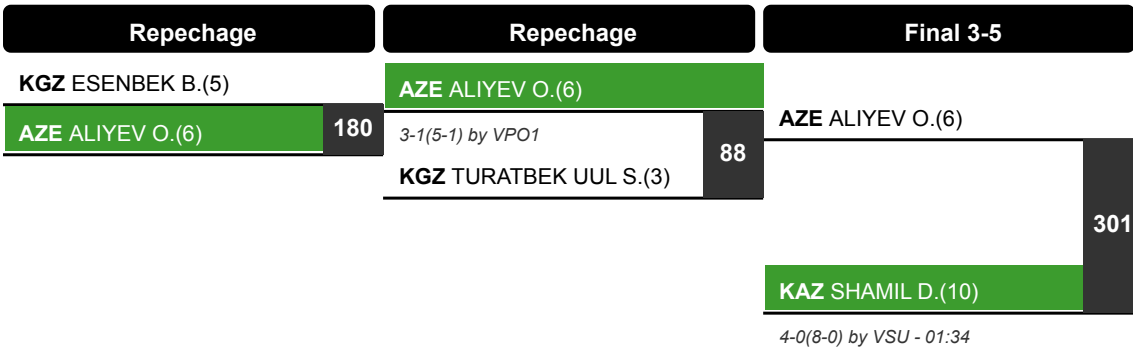 Repechage
KGZ ESENBEK B.(5)
AZE ALIYEV O.(6)
180
Repechage
AZE ALIYEV O.(6)
3-1(5-1) by VPO1
KGZ TURATBEK UUL S.(3)
88
Final 3-5
AZE ALIYEV O.(6)
301
KAZ SHAMIL D.(10)
4-0(8-0) by VSU - 01:34